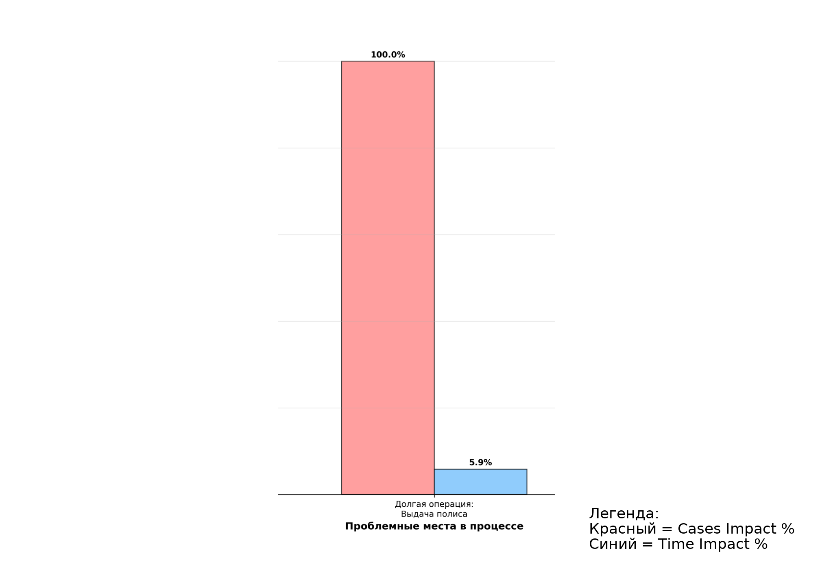 100.0%
5.9%
Долгая операция:
Выдача полиса
Проблемные места в процессе
Легенда:
Красный = Cases Impact %
Синий = Time Impact %